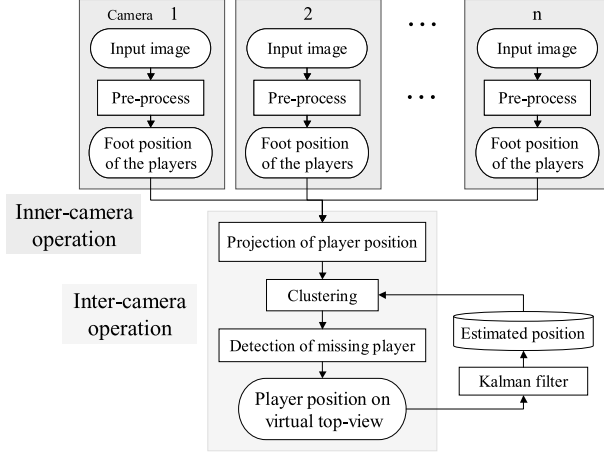 Camera 1
Input image
Pre-process
Foot position
of the players
2
Input image
Pre-process
Foot position
of the players
• • •
• • •
n
Input image
Pre-process
Foot position
of the players
Inner-camera
operation
Inter-camera
operation
Projection of player position
Clustering
Detection of missing player
Player position on
virtual top-view
Estimated position
Kalman filter